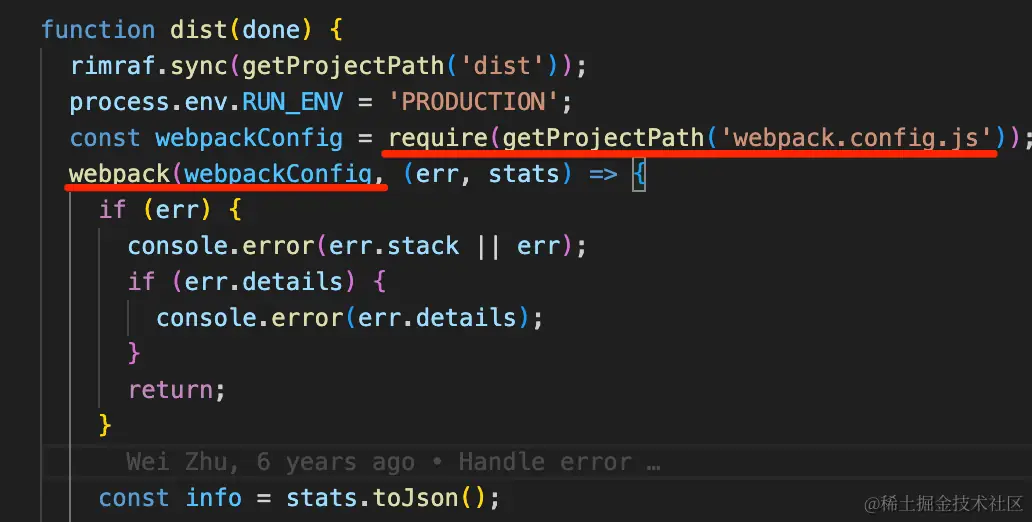 function dist(done) {
  rimraf.sync(getProjectPath('dist'));
  process.env.RUN_ENV = 'PRODUCTION';
  const webpackConfig = require(getProjectPath('webpack.config.js'));
  webpack(webpackConfig, (err, stats) => {
    if (err) {
      console.error(err.stack || err);
      if (err.details) {
        console.error(err.details);
      }
      return;
    }
      Wei Zhu, 6 years ago • Handle error …
    const info = stats.toJson();
@稀土掘金技术社区